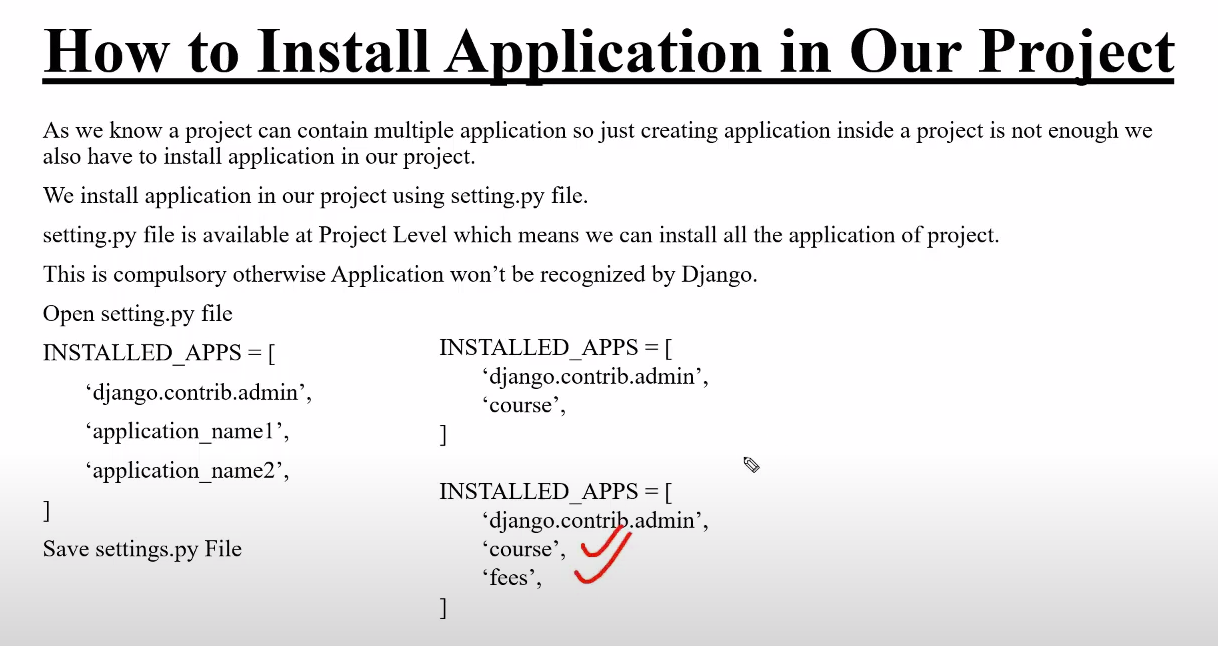 How to Install Application in Our Project
As we know a project can contain multiple application so just creating application inside a project is not enough we
also have to install application in our project.
We install application in our project using setting.py file.
setting.py file is available at Project Level which means we can install all the application of project.
This is compulsory otherwise Application won’t be recognized by Django.
Open setting.py file
INSTALLED_APPS = [
‘django.contrib.admin’,
‘application_name1’,
‘application_name2’,
]
Save settings.py File
INSTALLED_APPS = [
‘django.contrib.admin’,
‘course’,
]
INSTALLED_APPS = [
‘django.contrib.admin’,
‘course’,
‘fees’,
]